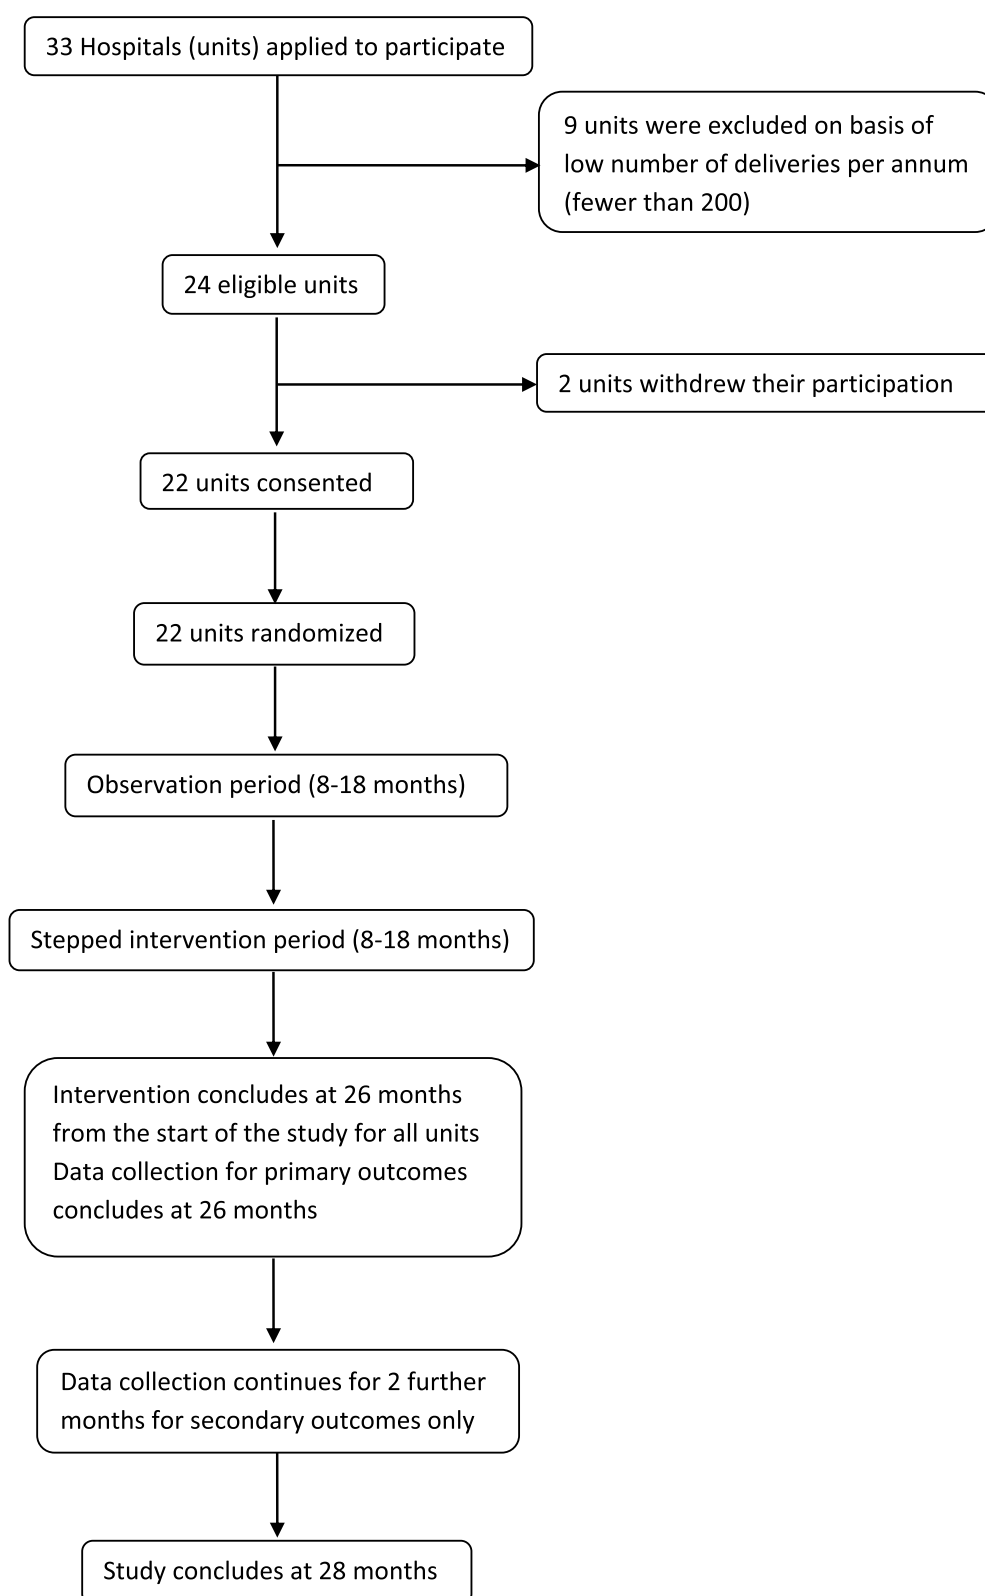 33 Hospitals (units) applied to participate
9 units were excluded on basis of
low number of deliveries per annum
(fewer than 200)
24 eligible units
2 units withdrew their participation
22 units consented
22 units randomized
Observation period (8-18 months)
Stepped intervention period (8-18 months)
Intervention concludes at 26 months
from the start of the study for all units
Data collection for primary outcomes
concludes at 26 months
Data collection continues for 2 further
months for secondary outcomes only
Study concludes at 28 months